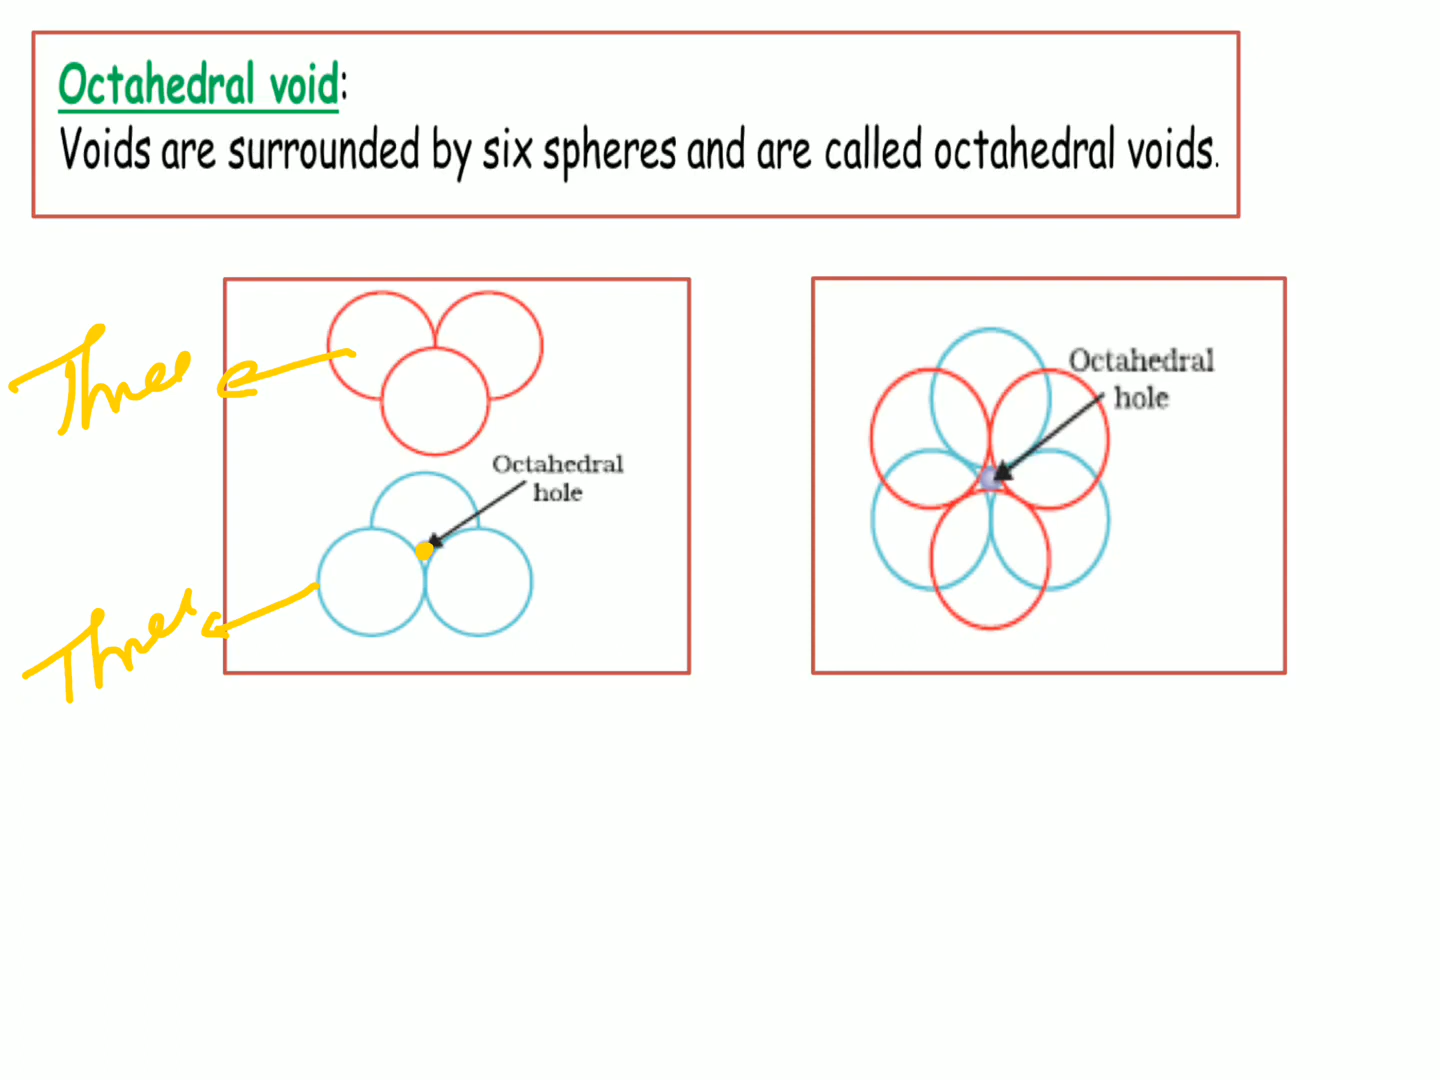 Octahedral void:
Voids are surrounded by six spheres and are called octahedral voids.
Three
Octahedral
hole
Three
Octahedral
hole